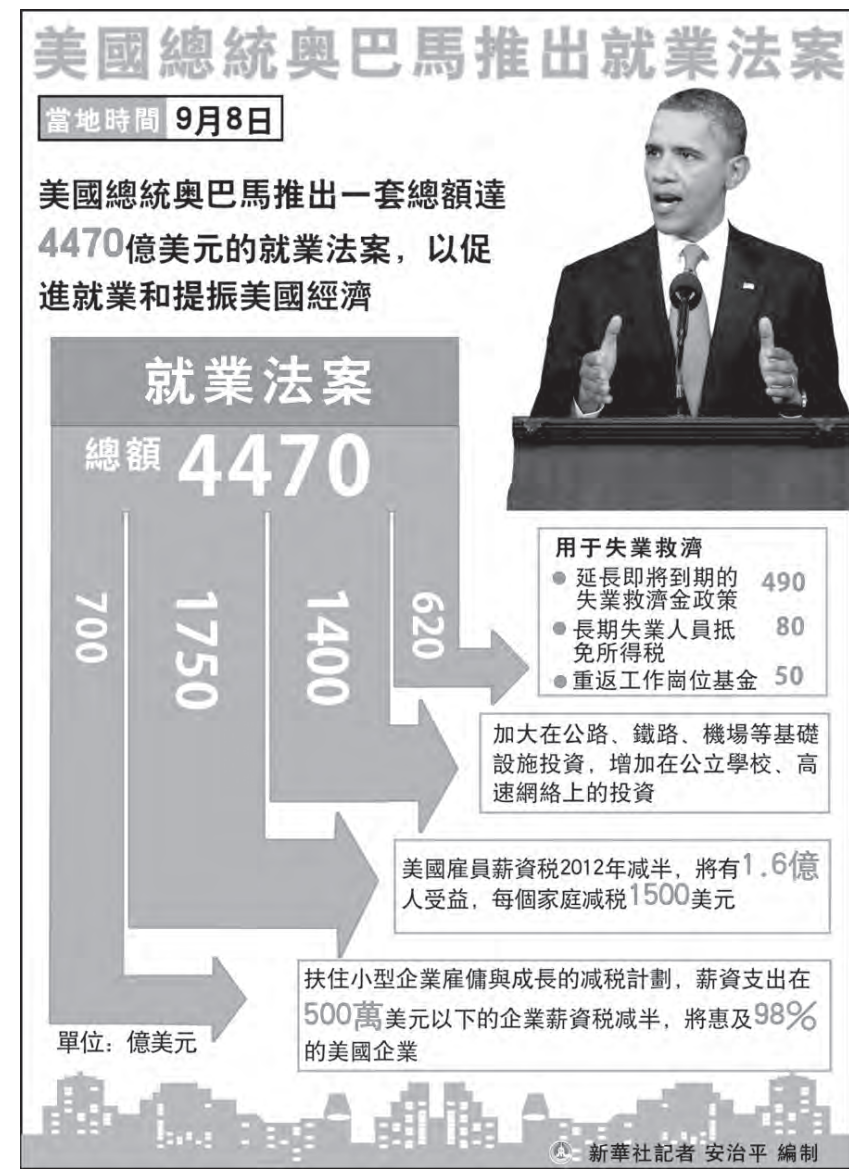 美國總統奧巴馬推出就業法案
當地時間 9月8日
美國總統奧巴馬推出一套總額達
4470億美元的就業法案，以促
進就業和提振美國經濟
就業法案
總額 4470
700
1750
1400
620
用于失業救濟
● 延長即將到期的 490
失業救濟金政策
● 長期失業人員抵 80
免所得税
● 重返工作崗位基金 50
加大在公路、鐵路、機場等基礎
設施投資，增加在公立學校、高
速網絡上的投資
美國雇員薪資税2012年减半，將有1.6億
人受益，每個家庭减税1500美元
扶住小型企業雇傭與成長的减税計劃，薪資支出在
500萬美元以下的企業薪資税减半，將惠及98%
的美國企業
單位：億美元
新華社記者 安治平 編制